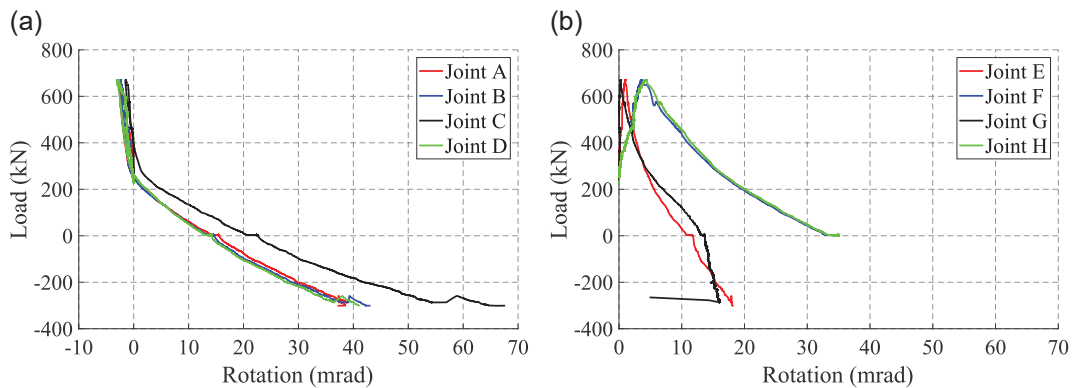 (a)
800
600
400
200
0
-200
-400
-10 0 10 20 30 40 50 60 70
Load (kN)
Rotation (mrad)
Joint A
Joint B
Joint C
Joint D
(b)
800
600
400
200
0
-200
-400
0 10 20 30 40 50 60 70
Load (kN)
Rotation (mrad)
Joint E
Joint F
Joint G
Joint H